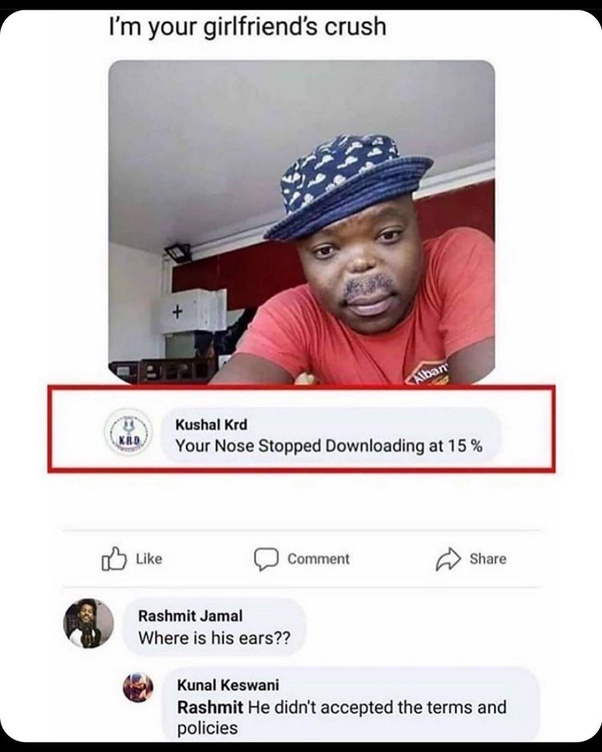 I'm your girlfriend's crush
+
Alban
KRD
Kushal Krd
Your Nose Stopped Downloading at 15 %
Like
Comment
Share
Rashmit Jamal
Where is his ears??
Kunal Keswani
Rashmit He didn't accepted the terms and
policies